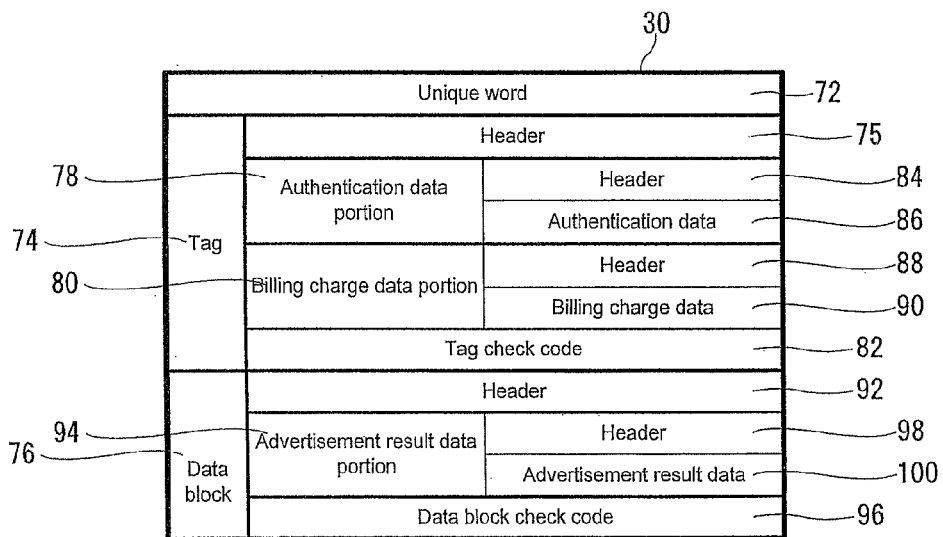 30
Unique word
72
Header
75
78
Authentication data
portion
Header
84
Authentication data
86
74
Tag
80
Billing charge data portion
Header
88
Billing charge data
90
Tag check code
82
Header
92
94
Advertisement result data
portion
Header
98
76
Data
block
Advertisement result data
100
Data block check code
96